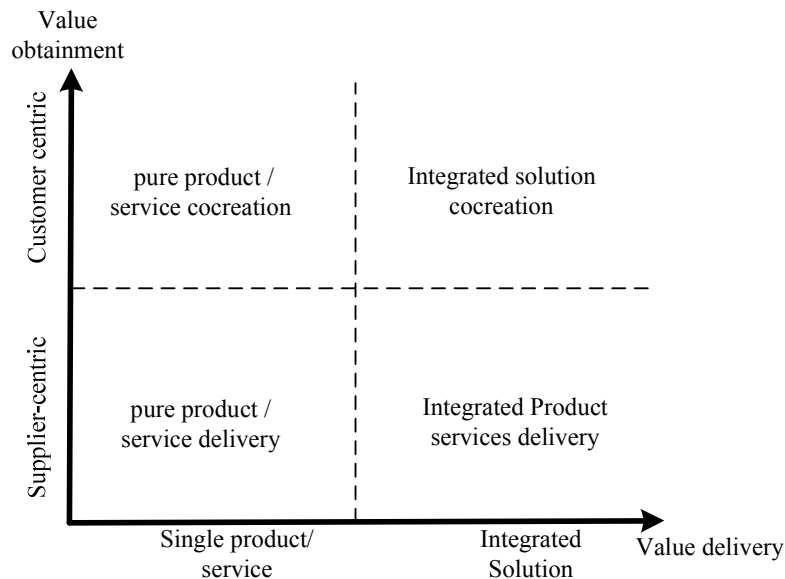 Value
obtainment
Customer centric
pure product /
service cocreation
Integrated solution
cocreation
Supplier-centric
pure product /
service delivery
Integrated Product
services delivery
Single product/
service
Integrated
Solution
Value delivery